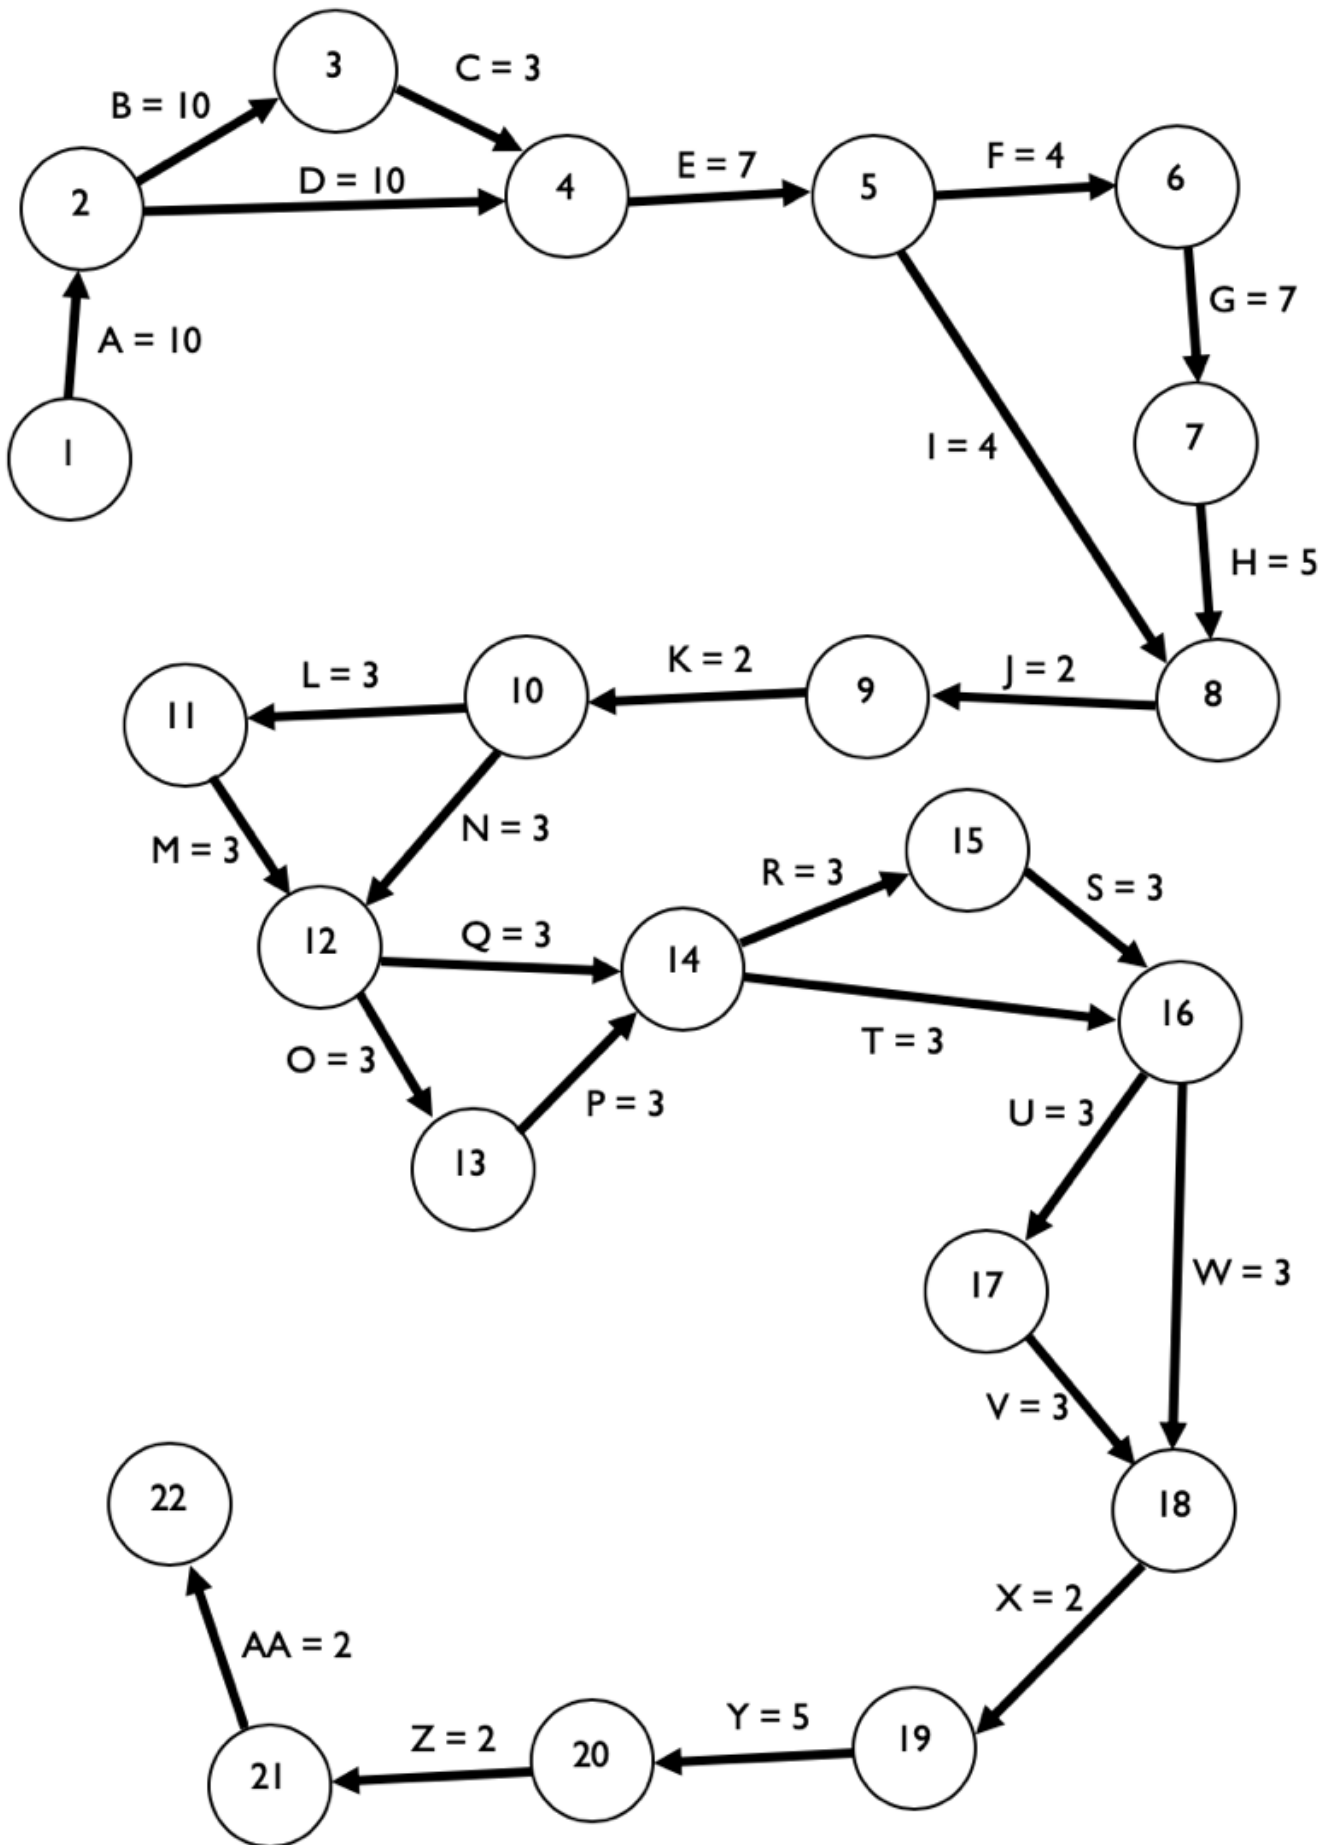 3
C = 3
B = 10
D = 10
2
4
E = 7
5
F = 4
6
A = 10
G = 7
1
I = 4
7
H = 5
11
L = 3
10
K = 2
9
J = 2
8
M = 3
N = 3
R = 3
15
S = 3
12
Q = 3
14
16
O = 3
T = 3
P = 3
13
U = 3
17
W = 3
V = 3
22
18
X = 2
AA = 2
21
Z = 2
20
Y = 5
19